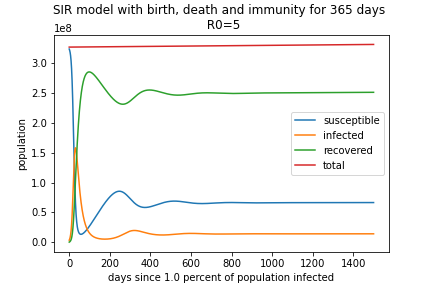 SIR model with birth, death and immunity for 365 days
R0=5
1e8
3.0
2.5
2.0
1.5
1.0
0.5
0.0
population
susceptible
infected
recovered
total
0 200 400 600 800 1000 1200 1400
days since 1.0 percent of population infected